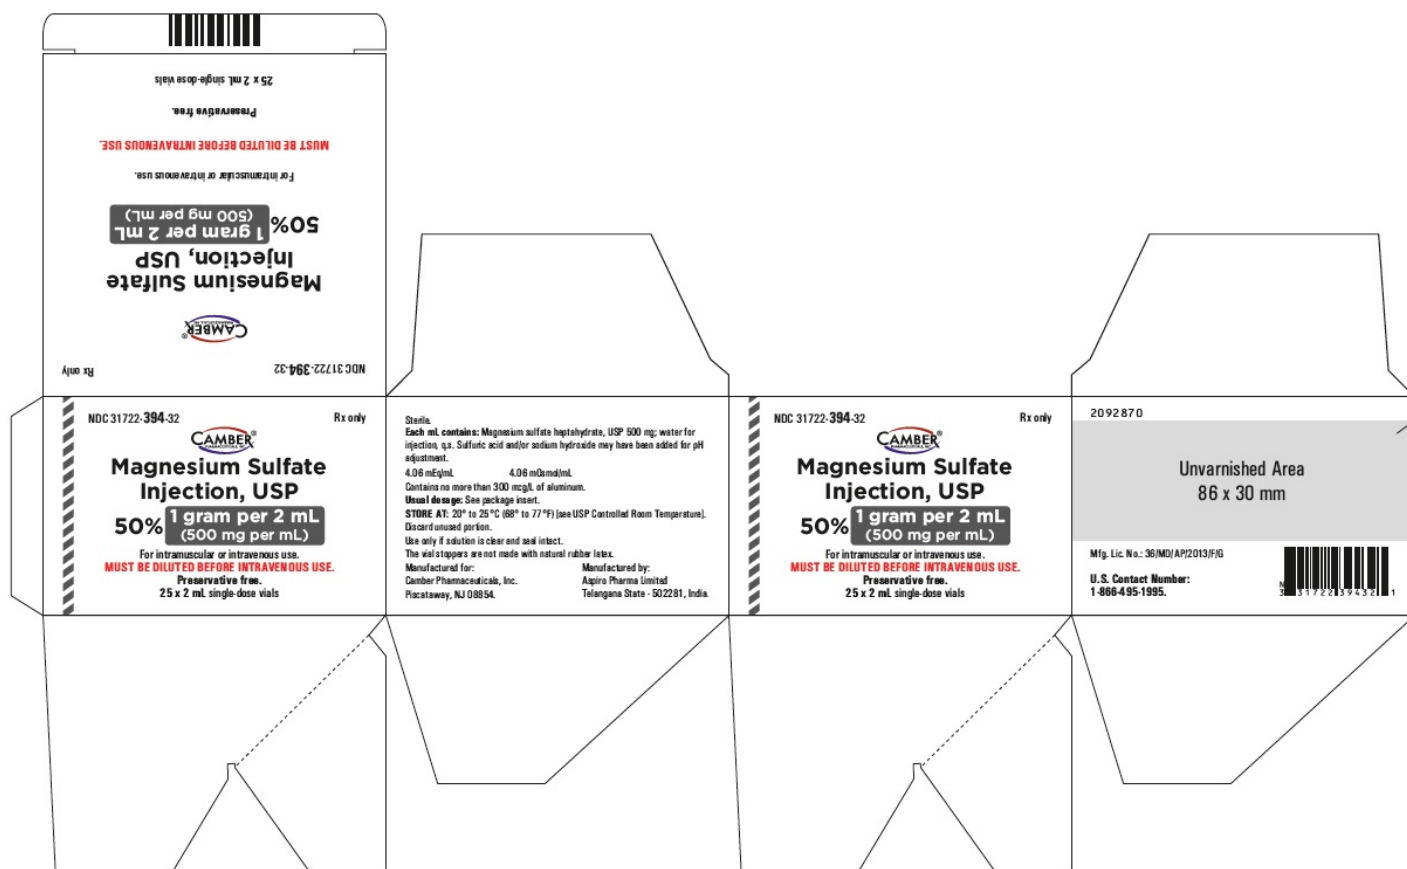 25 x 2 mL single-dose vials
Preservative free.
MUST BE DILUTED BEFORE INTRAVENOUS USE.
For intramuscular or intravenous use.
50% 1 gram per 2 mL
(500 mg per mL)
Magnesium Sulfate
Injection, USP
CAMBER®
PHARMACEUTICALS, INC.
NDC 31722-394-32 Rx only
NDC 31722-394-32 Rx only
CAMBER®
PHARMACEUTICALS, INC.
Magnesium Sulfate
Injection, USP
50% 1 gram per 2 mL
(500 mg per mL)
For intramuscular or intravenous use.
MUST BE DILUTED BEFORE INTRAVENOUS USE.
Preservative free.
25 x 2 mL single-dose vials
Sterile.
Each mL contains: Magnesium sulfate heptahydrate, USP 500 mg; water for
injection, q.s. Sulfuric acid and/or sodium hydroxide may have been added for pH
adjustment.
4.06 mEq/mL 4.06 mOsmol/mL
Contains no more than 300 mcg/L of aluminum.
Usual dosage: See package insert.
STORE AT: 20° to 25°C (68° to 77°F) [see USP Controlled Room Temperature].
Discard unused portion.
Use only if solution is clear and seal intact.
The vial stoppers are not made with natural rubber latex.
Manufactured for: Manufactured by:
Camber Pharmaceuticals, Inc. Aspiro Pharma Limited
Piscataway, NJ 08854. Telangana State - 502281, India.
NDC 31722-394-32 Rx only
CAMBER®
PHARMACEUTICALS, INC.
Magnesium Sulfate
Injection, USP
50% 1 gram per 2 mL
(500 mg per mL)
For intramuscular or intravenous use.
MUST BE DILUTED BEFORE INTRAVENOUS USE.
Preservative free.
25 x 2 mL single-dose vials
2092870
Unvarnished Area
86 x 30 mm
Mfg. Lic. No.: 36/MD/AP/2013/F/G
U.S. Contact Number:
1-866-495-1995.
N
3 31722 39432 1